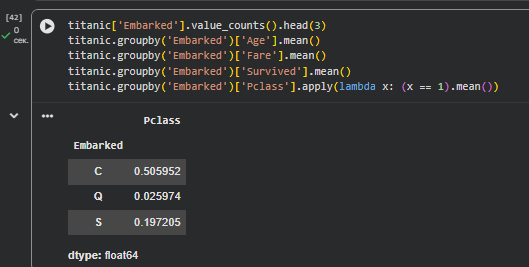 [42]
0
сек.
titanic['Embarked'].value_counts().head(3)
titanic.groupby('Embarked')['Age'].mean()
titanic.groupby('Embarked')['Fare'].mean()
titanic.groupby('Embarked')['Survived'].mean()
titanic.groupby('Embarked')['Pclass'].apply(lambda x: (x == 1).mean())
Pclass
Embarked
C 0.505952
Q 0.025974
S 0.197205
dtype: float64